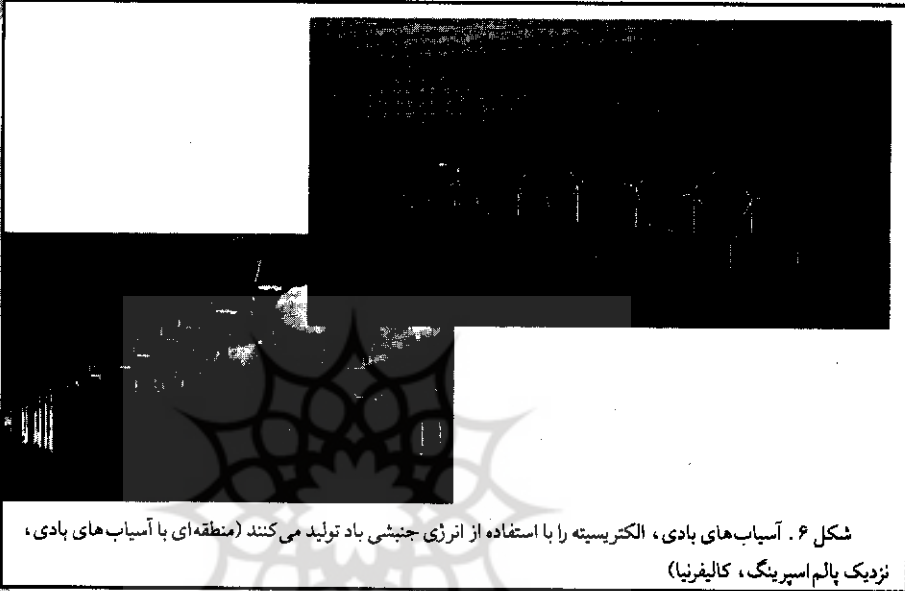 شکل ۶ . آسیاب‌های بادی، الکتریسیته را با استفاده از انرژی جنبشی باد تولید می‌کنند (منطقه‌ای با آسیاب‌های بادی،
نزدیک پالم‌اسپرینگ، کالیفرنیا)